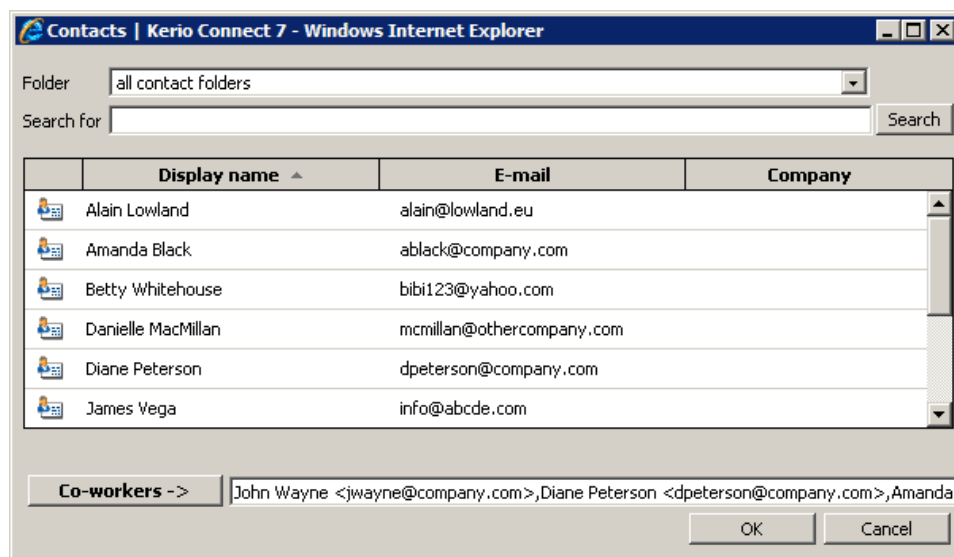 Contacts | Kerio Connect 7 - Windows Internet Explorer
Folder all contact folders
Search for Search
Display name E-mail Company
Alain Lowland alain@lowland.eu
Amanda Black ablack@company.com
Betty Whitehouse bibi123@yahoo.com
Danielle MacMillan mcmillan@othercompany.com
Diane Peterson dpeterson@company.com
James Vega info@abcde.com
Co-workers -> John Wayne <jwayne@company.com>,Diane Peterson <dpeterson@company.com>,Amanda
OK Cancel